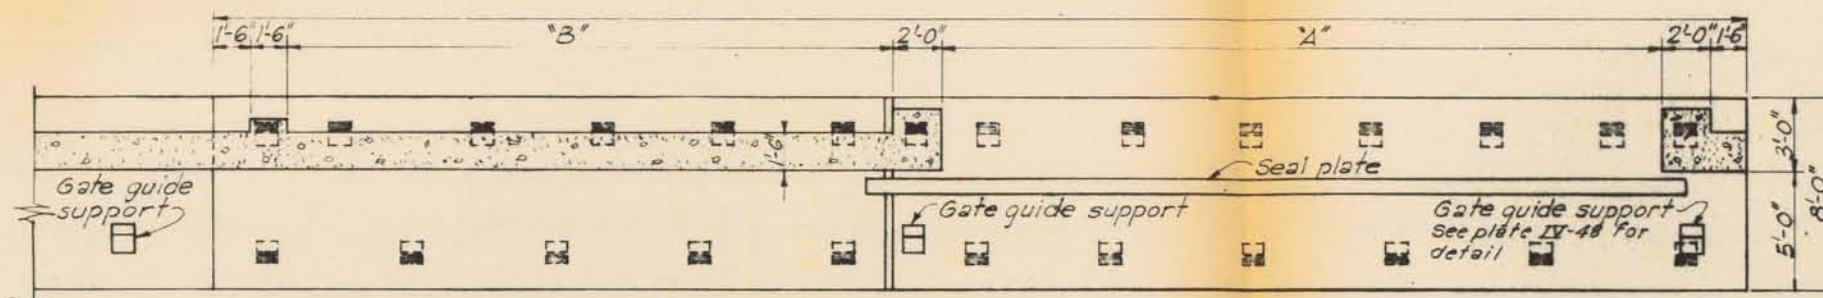 1'-6" 1'-6" "B" 2'-0" "A" 2'-0" 1'-6"
1'-6"
Seal plate
3'-0"
Gate guide
support
Gate guide support
Gate guide support
See plate IV-48 for
detail
5'-0"
8'-0"